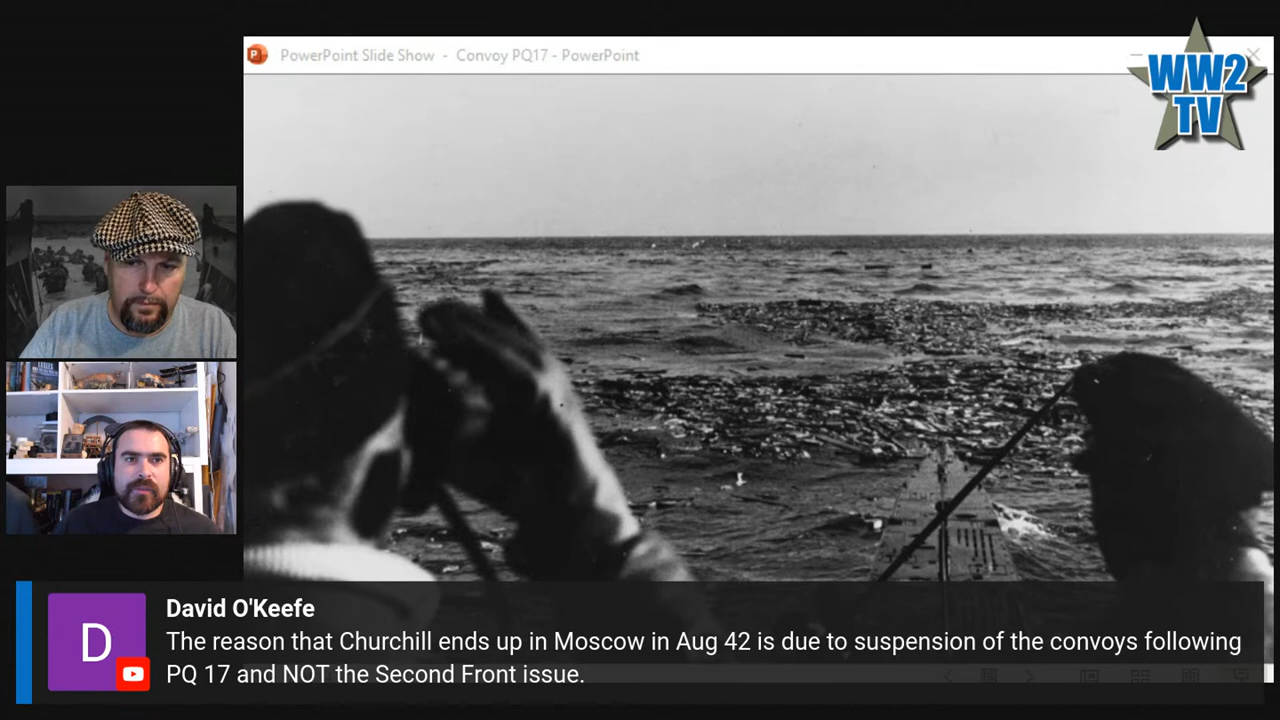 PowerPoint Slide Show - Convoy PQ17 - PowerPoint
WW2
TV
D
David O'Keefe
The reason that Churchill ends up in Moscow in Aug 42 is due to suspension of the convoys following
PQ 17 and NOT the Second Front issue.